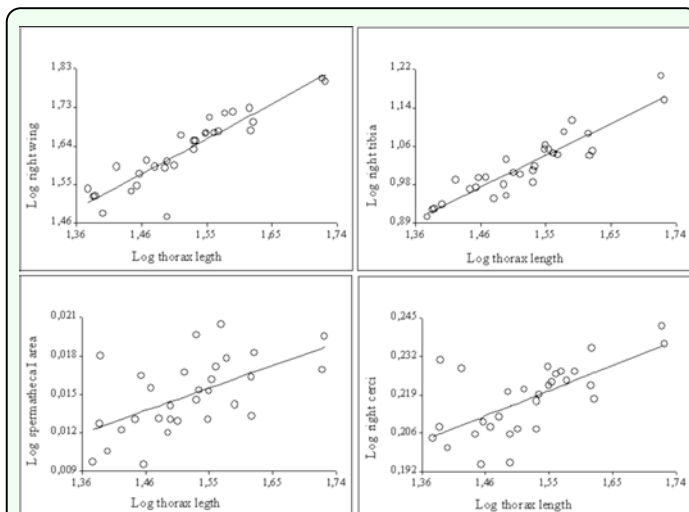 1,83
1,73
1,64
1,55
1,46
Log right wing
1,36 1,46 1,55 1,65 1,74
Log thorax legth
1,22
1,14
1,06
0,98
0,89
Log right tibia
1,36 1,46 1,55 1,65 1,74
Log thorax length
0,021
0,018
0,015
0,012
0,009
Log spermathecal area
1,36 1,46 1,55 1,65 1,74
Log thorax legth
0,245
0,232
0,219
0,206
0,192
Log right cerci
1,36 1,46 1,55 1,65 1,74
Log thorax length